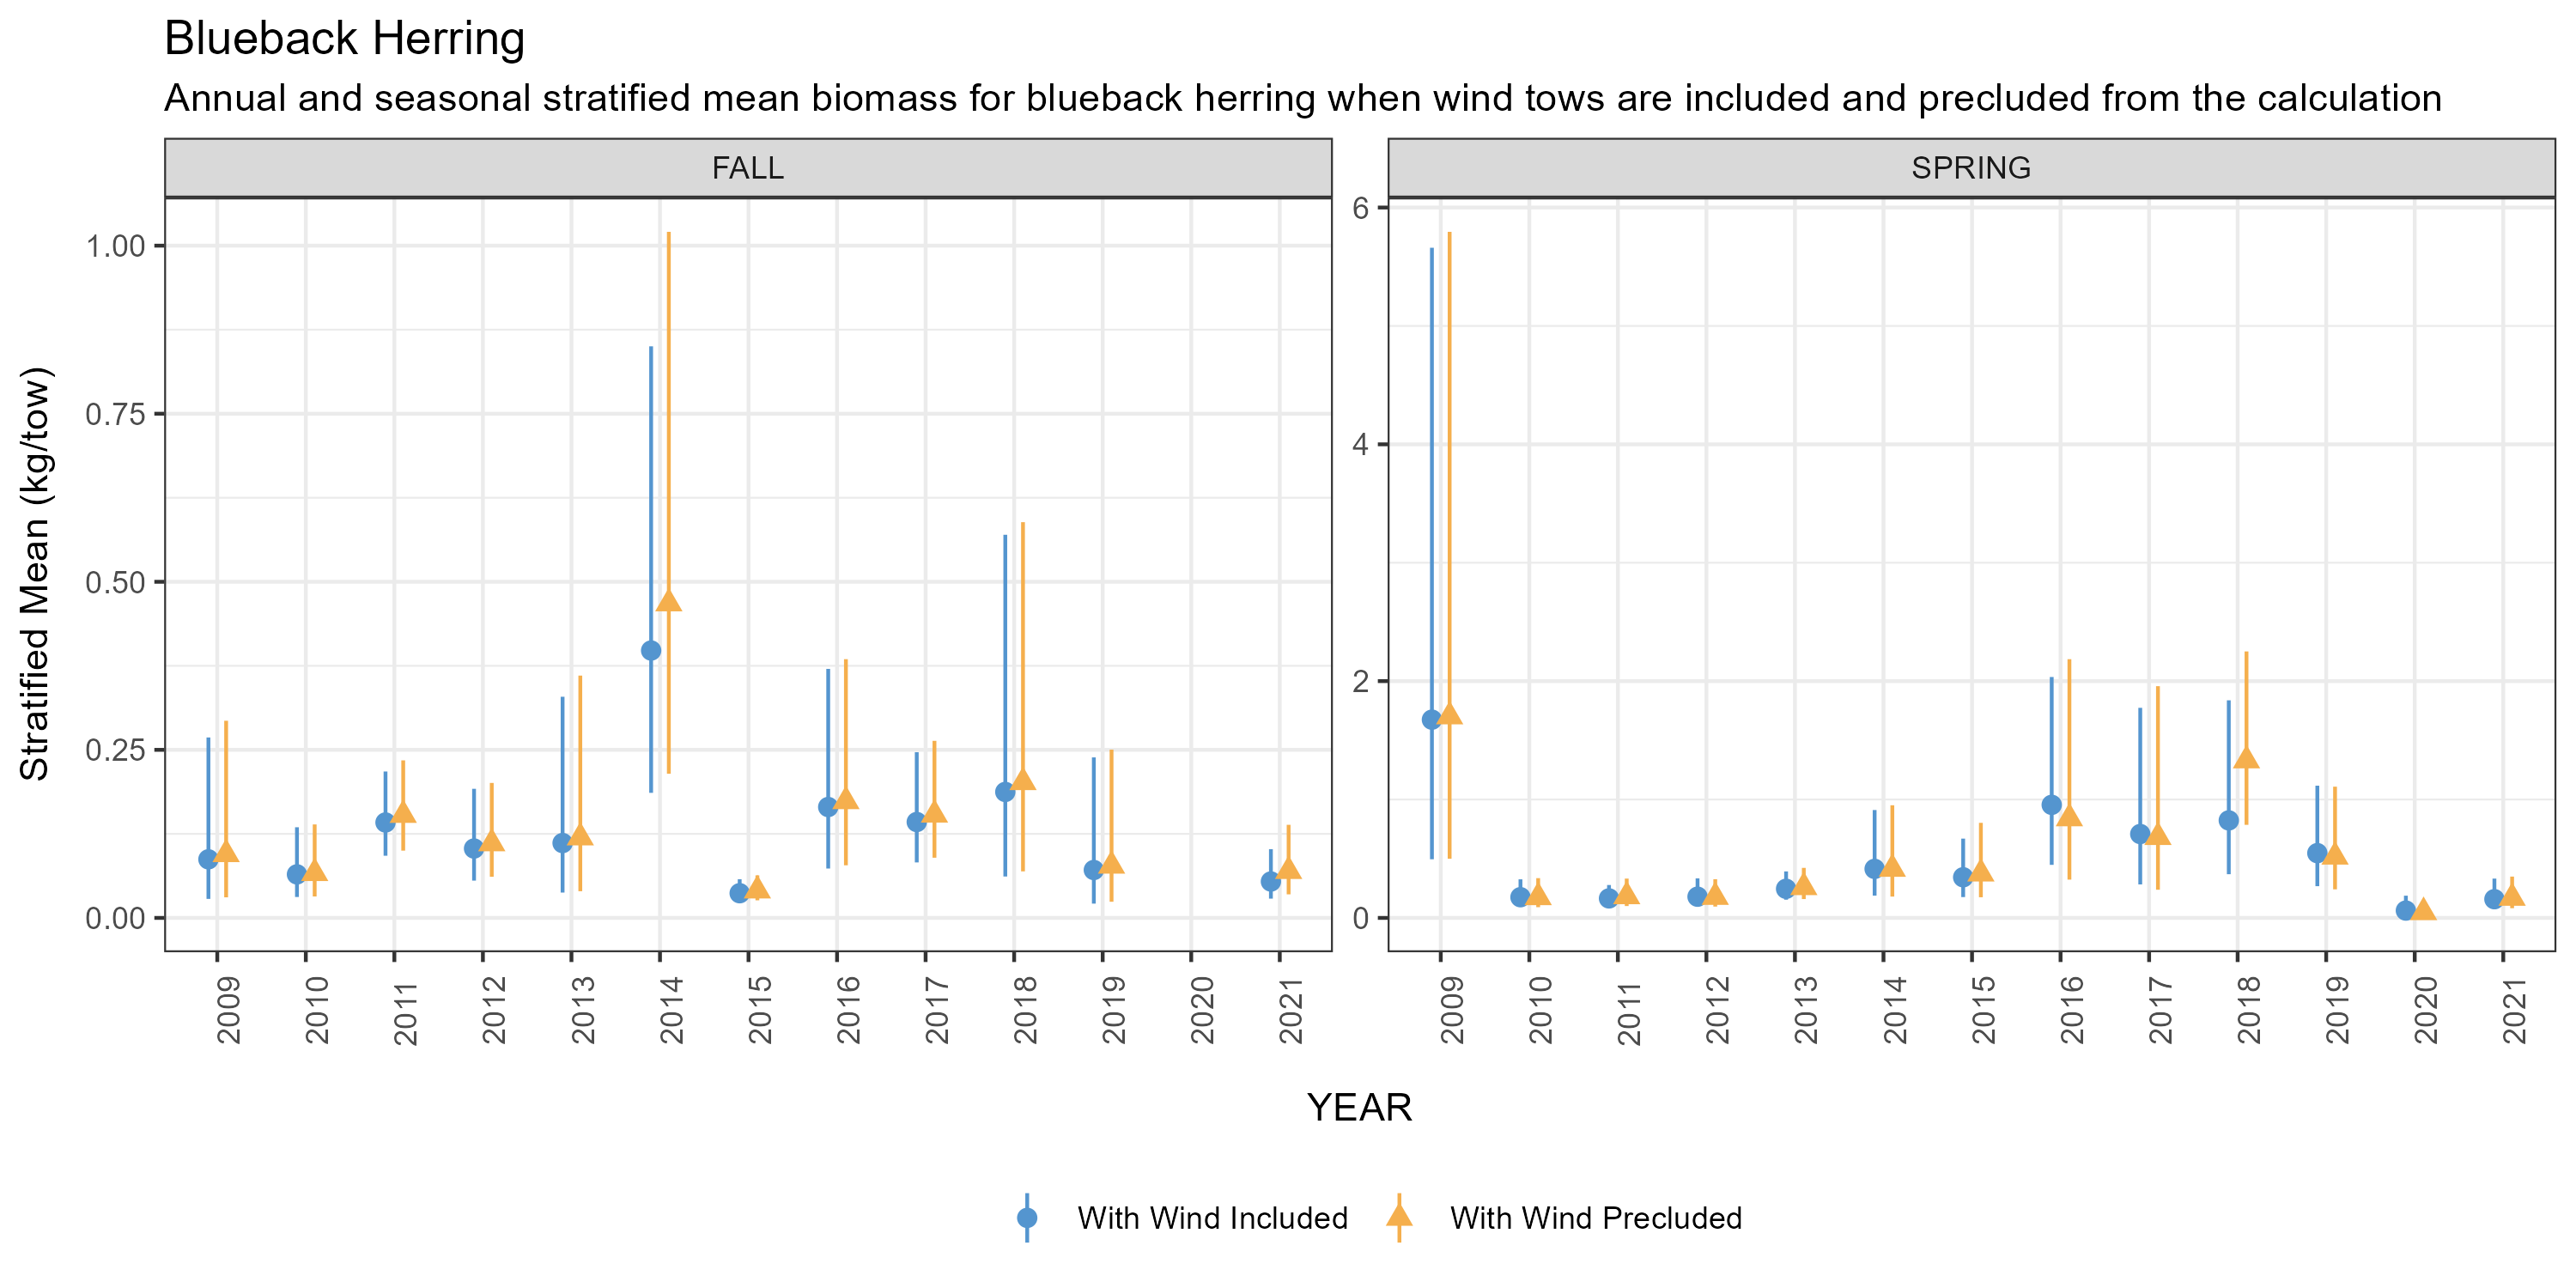 Blueback Herring
Annual and seasonal stratified mean biomass for blueback herring when wind tows are included and precluded from the calculation
FALL
SPRING
Stratified Mean (kg/tow)
1.00
0.75
0.50
0.25
0.00
6
4
2
0
2009 2010 2011 2012 2013 2014 2015 2016 2017 2018 2019 2020 2021
2009 2010 2011 2012 2013 2014 2015 2016 2017 2018 2019 2020 2021
YEAR
With Wind Included
With Wind Precluded